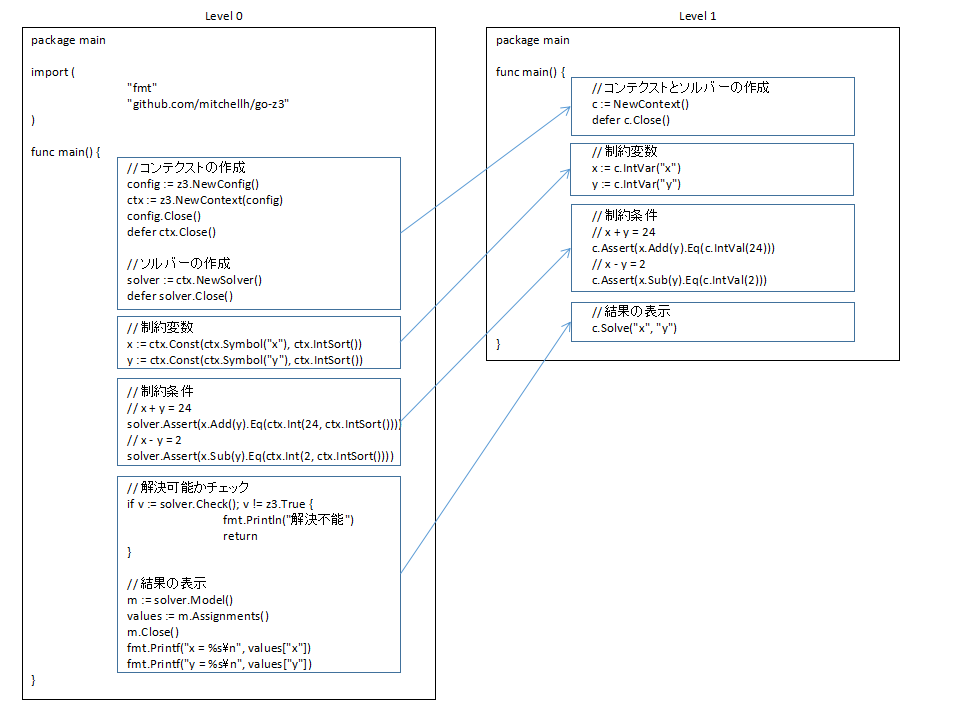 Level 0
package main
import (
"fmt"
"github.com/mitchellh/go-z3"
)
func main() {
//コンテクストの作成
config := z3.NewConfig()
ctx := z3.NewContext(config)
config.Close()
defer ctx.Close()
//ソルバーの作成
solver := ctx.NewSolver()
defer solver.Close()
//制約変数
x := ctx.Const(ctx.Symbol("x"), ctx.IntSort())
y := ctx.Const(ctx.Symbol("y"), ctx.IntSort())
//制約条件
// x + y = 24
solver.Assert(x.Add(y).Eq(ctx.Int(24, ctx.IntSort())))
// x - y = 2
solver.Assert(x.Sub(y).Eq(ctx.Int(2, ctx.IntSort())))
//解決可能かチェック
if v := solver.Check(); v != z3.True {
fmt.Println("解決不能")
return
}
//結果の表示
m := solver.Model()
values := m.Assignments()
m.Close()
fmt.Printf("x = %s¥n", values["x"])
fmt.Printf("y = %s¥n", values["y"])
}
Level 1
package main
func main() {
//コンテクストとソルバーの作成
c := NewContext()
defer c.Close()
//制約変数
x := c.IntVar("x")
y := c.IntVar("y")
//制約条件
// x + y = 24
c.Assert(x.Add(y).Eq(c.IntVal(24)))
// x - y = 2
c.Assert(x.Sub(y).Eq(c.IntVal(2)))
//結果の表示
c.Solve("x", "y")
}